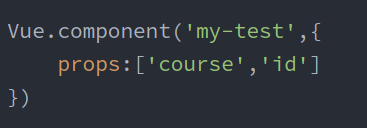 Vue.component('my-test',{
    props:['course','id']
})